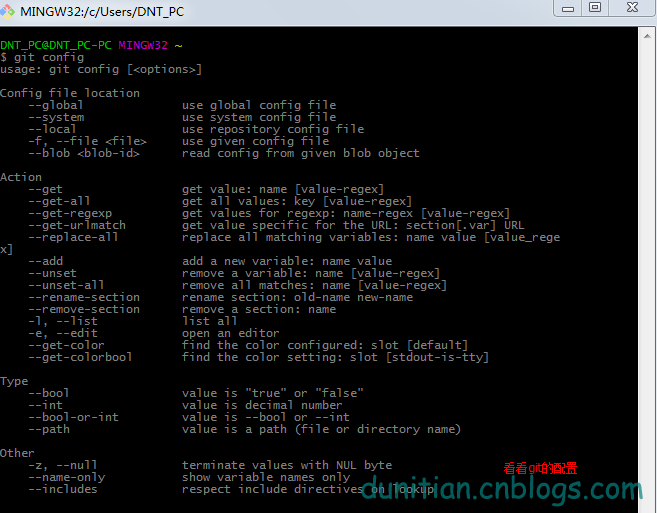 MINGW32:/c/Users/DNT_PC
DNT_PC@DNT_PC-PC MINGW32 ~
$ git config
usage: git config [<options>]
Config file location
--global use global config file
--system use system config file
--local use repository config file
-f, --file <file> use given config file
--blob <blob-id> read config from given blob object
Action
--get get value: name [value-regex]
--get-all get all values: key [value-regex]
--get-regexp get values for regexp: name-regex [value-regex]
--get-urlmatch get value specific for the URL: section[.var] URL
--replace-all replace all matching variables: name value [value_rege
x]
--add add a new variable: name value
--unset remove a variable: name [value-regex]
--unset-all remove all matches: name [value-regex]
--rename-section rename section: old-name new-name
--remove-section remove a section: name
-l, --list list all
-e, --edit open an editor
--get-color find the color configured: slot [default]
--get-colorbool find the color setting: slot [stdout-is-tty]
Type
--bool value is "true" or "false"
--int value is decimal number
--bool-or-int value is --bool or --int
--path value is a path (file or directory name)
Other
-z, --null terminate values with NUL byte
--name-only show variable names only
--includes respect include directives on lookup
看看git的配置
dunitian.cnblogs.com